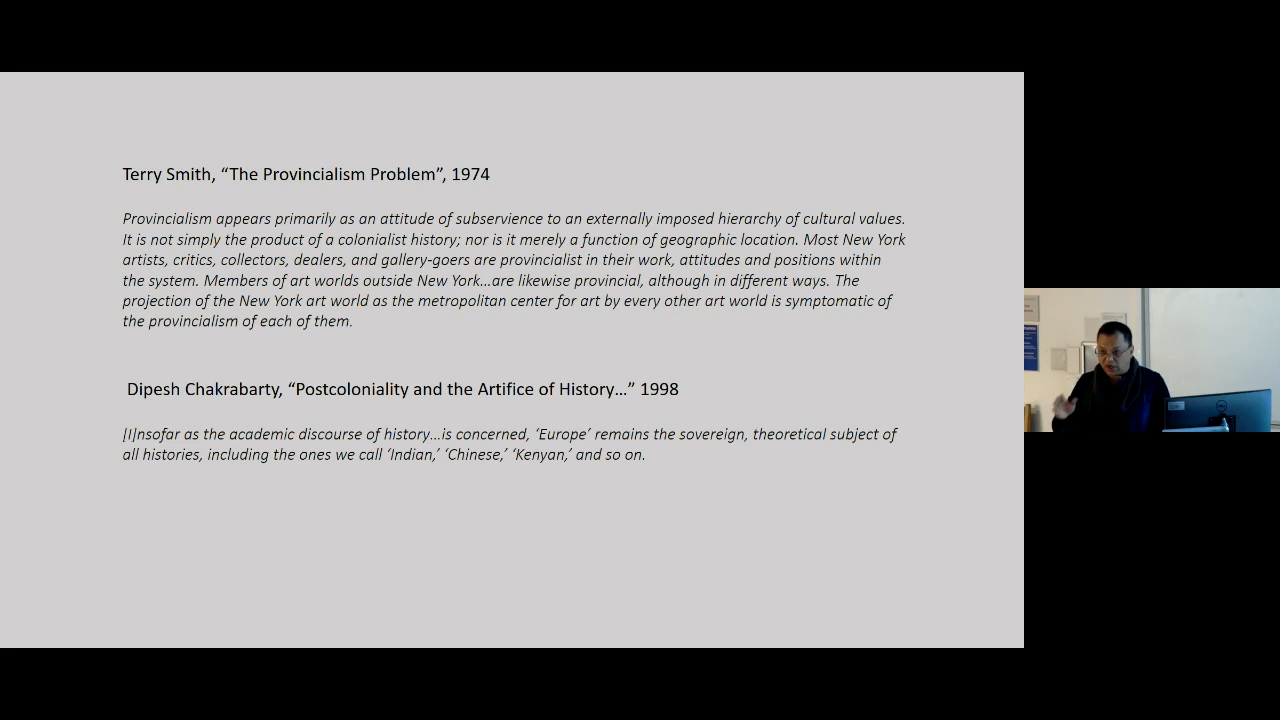 Terry Smith, “The Provincialism Problem”, 1974
Provincialism appears primarily as an attitude of subservience to an externally imposed hierarchy of cultural values.
It is not simply the product of a colonialist history; nor is it merely a function of geographic location. Most New York
artists, critics, collectors, dealers, and gallery-goers are provincialist in their work, attitudes and positions within
the system. Members of art worlds outside New York…are likewise provincial, although in different ways. The
projection of the New York art world as the metropolitan center for art by every other art world is symptomatic of
the provincialism of each of them.
Dipesh Chakrabarty, “Postcoloniality and the Artifice of History…” 1998
[I]nsofar as the academic discourse of history…is concerned, ‘Europe’ remains the sovereign, theoretical subject of
all histories, including the ones we call ‘Indian,’ ‘Chinese,’ ‘Kenyan,’ and so on.